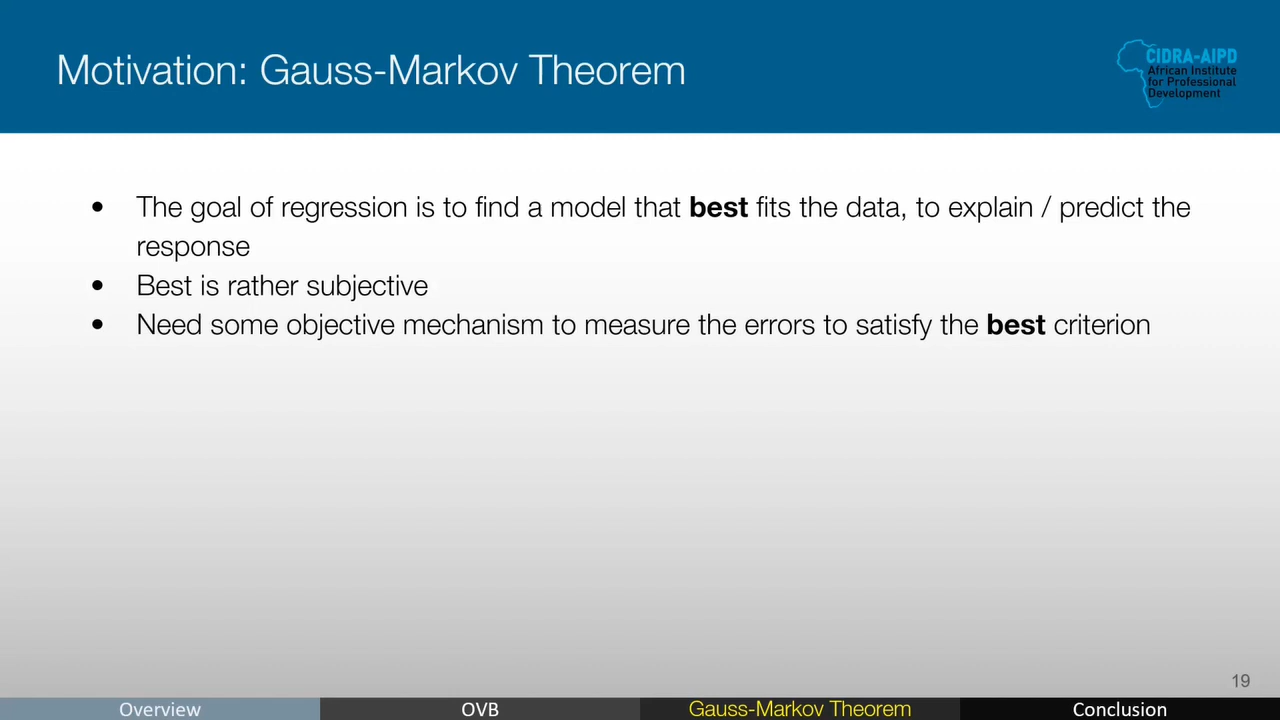 Motivation: Gauss-Markov Theorem
CIDRA-AIPD
African Institute
for Professional
Development
• The goal of regression is to find a model that best fits the data, to explain / predict the
response
• Best is rather subjective
• Need some objective mechanism to measure the errors to satisfy the best criterion
19
Overview
OVB
Gauss-Markov Theorem
Conclusion